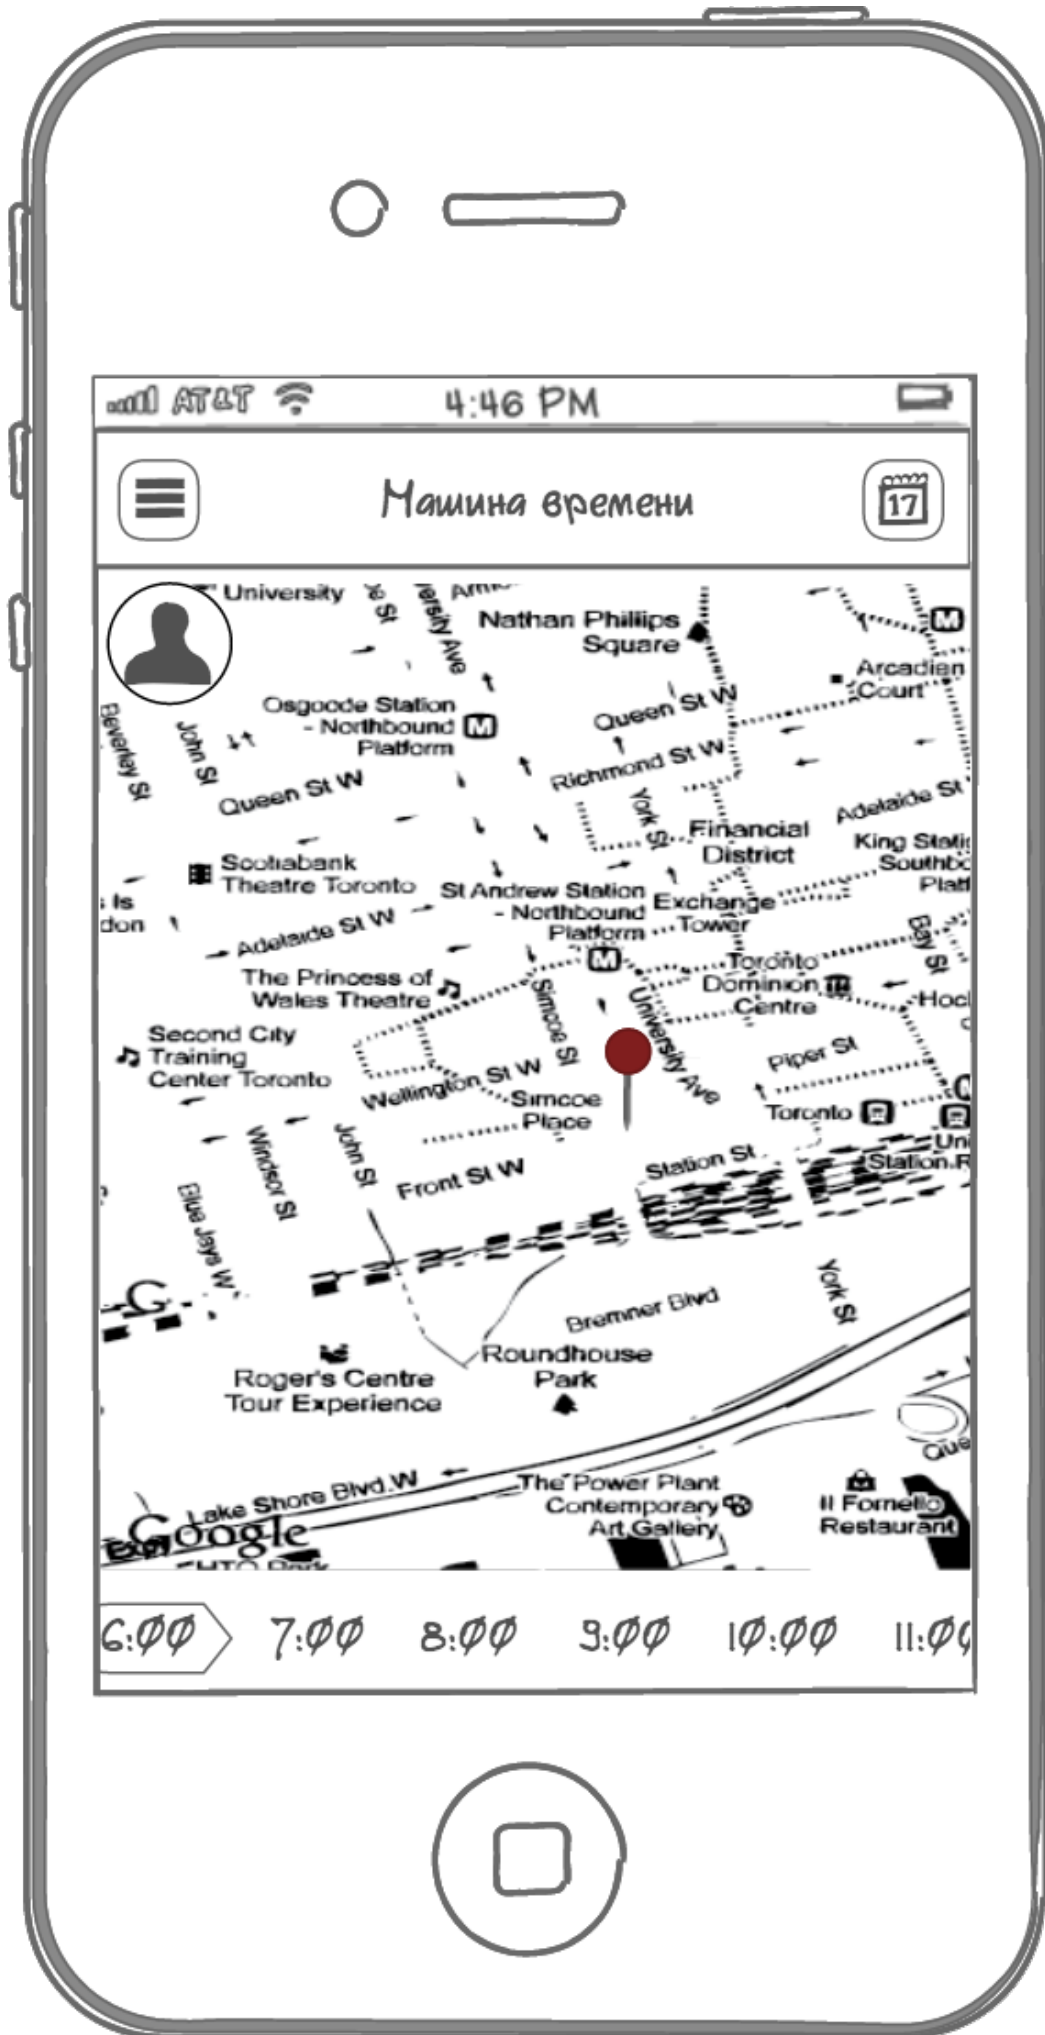 AT&T
4:46 PM
Машина времени
17
University
Nathan Phillips
Square
M
Arcadian
Court
Osgoode Station
- Northbound
Platform
M
Beverley St
John St
Queen St W
Queen St W
Richmond St W
York St
Adelaide St
Financial
District
Scotiabank
Theatre Toronto
St Andrew Station
- Northbound
Platform
M
Exchange
Tower
Adelaide St W
Bay St
The Princess of
Wales Theatre
Toronto
Dominion
Centre
Simcoe St
University Ave
Second City
Training
Center Toronto
Wellington St W
Simcoe
Place
Piper St
Toronto
Windsor St
John St
Front St W
Station St
Blue Jays W
Bremner Blvd
York St
Roger's Centre
Tour Experience
Roundhouse
Park
Lake Shore Blvd W
Google
The Power Plant
Contemporary
Art Gallery
Il Fornello
Restaurant
6:00 7:00 8:00 9:00 10:00 11:00